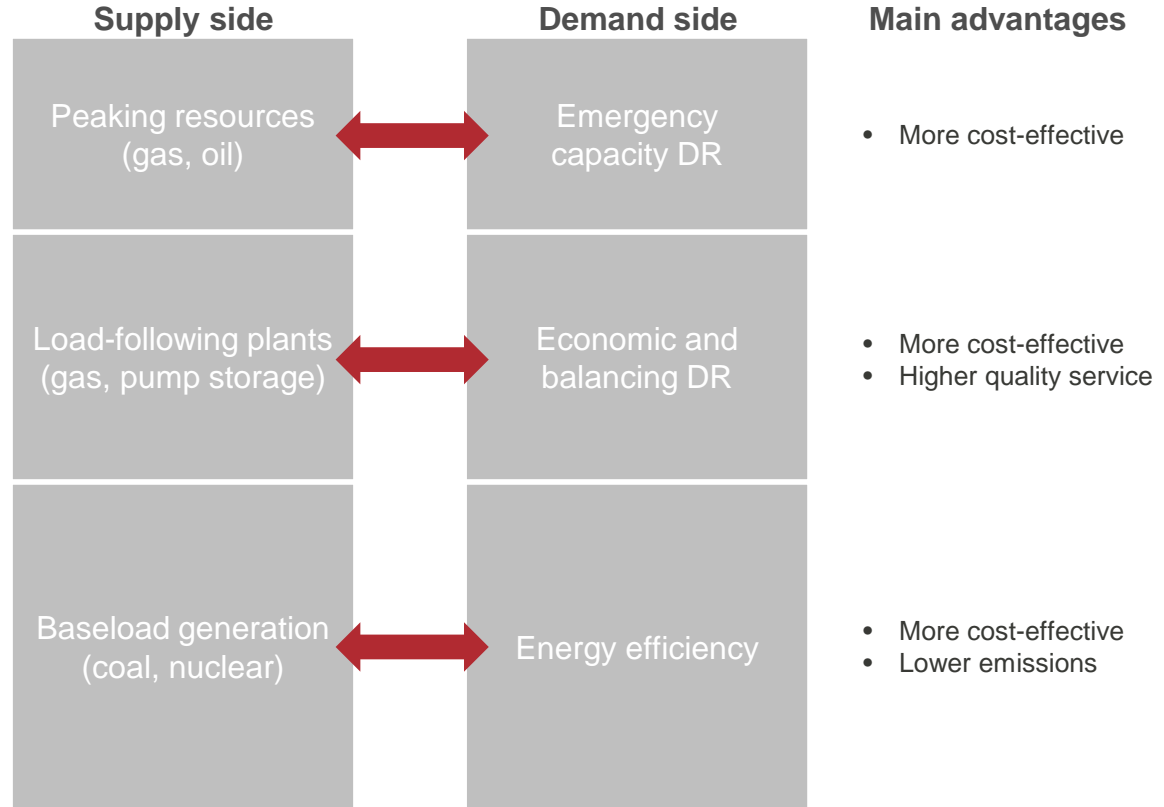 Supply side
Demand side
Main advantages
Peaking resources
(gas, oil)
Emergency
capacity DR
• More cost-effective
Load-following plants
(gas, pump storage)
Economic and
balancing DR
• More cost-effective
• Higher quality service
Baseload generation
(coal, nuclear)
Energy efficiency
• More cost-effective
• Lower emissions